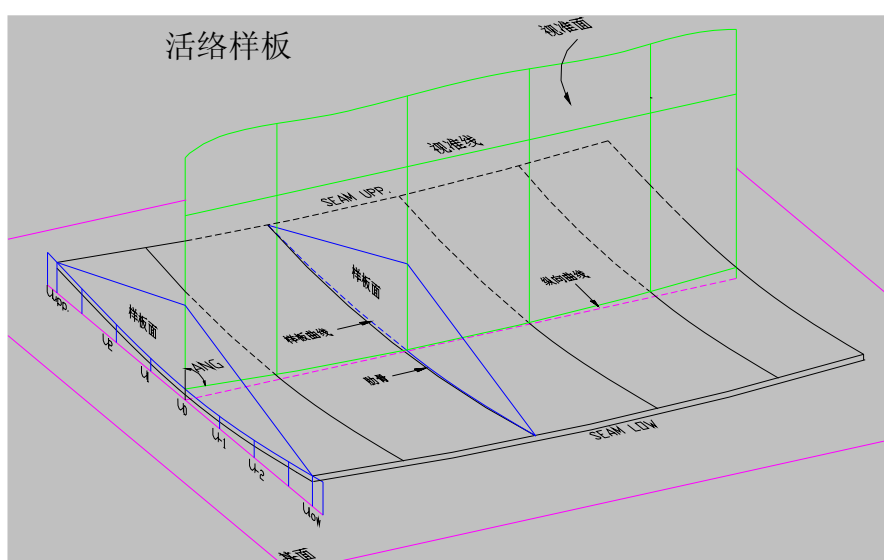 活络样板
视准面
视准线
SEAM UPP.
样板面
纵向曲线
样板面
样板曲线
肋骨
ANG
Upp.
U2
U1
U0
U-1
U-2
Low
SEAM LOW
基面